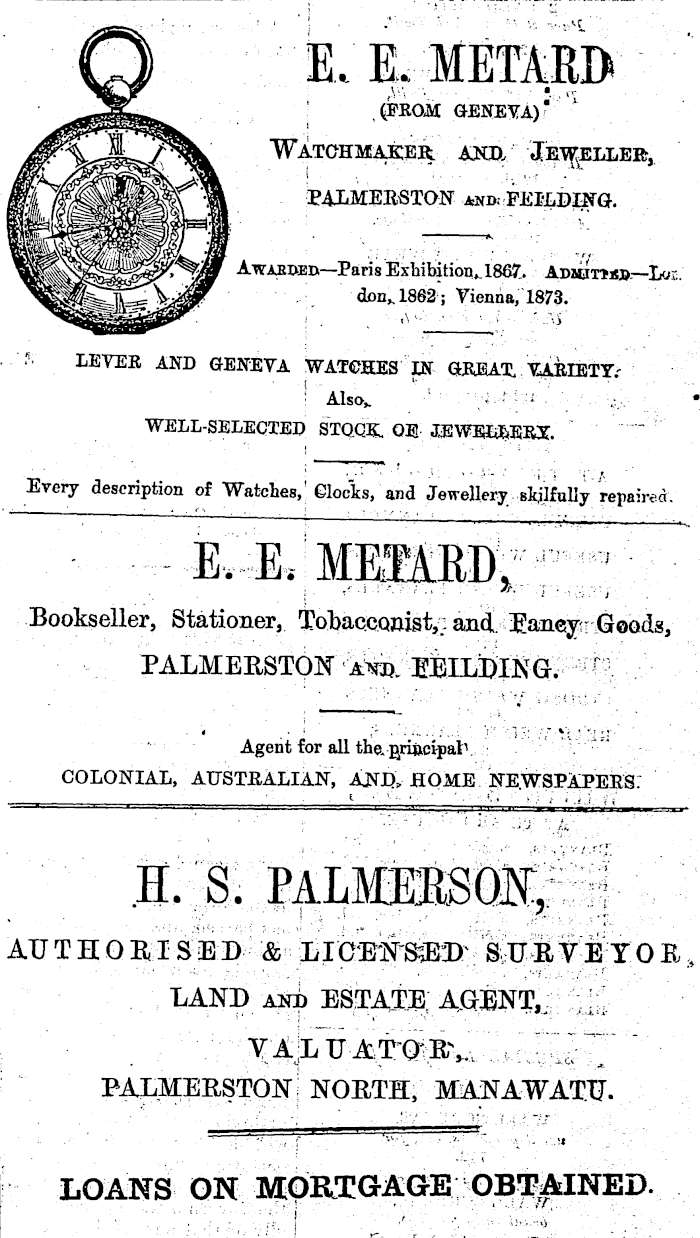 E. E. METARD
(FROM GENEVA)
WATCHMAKER AND JEWELLER,
PALMERSTON AND FEILDING.
AWARDED—Paris Exhibition, 1867. ADMITTED—Lon-
don, 1862; Vienna, 1873.
LEVER AND GENEVA WATCHES IN GREAT VARIETY.
Also,
WELL-SELECTED STOCK OF JEWELLERY.
Every description of Watches, Clocks, and Jewellery skilfully repaired.
E. E. METARD,
Bookseller, Stationer, Tobacconist, and Fancy Goods,
PALMERSTON AND FEILDING.
Agent for all the principal
COLONIAL, AUSTRALIAN, AND HOME NEWSPAPERS.
H. S. PALMERSON,
AUTHORISED & LICENSED SURVEYOR,
LAND AND ESTATE AGENT,
VALUATOR,
PALMERSTON NORTH, MANAWATU.
LOANS ON MORTGAGE OBTAINED.